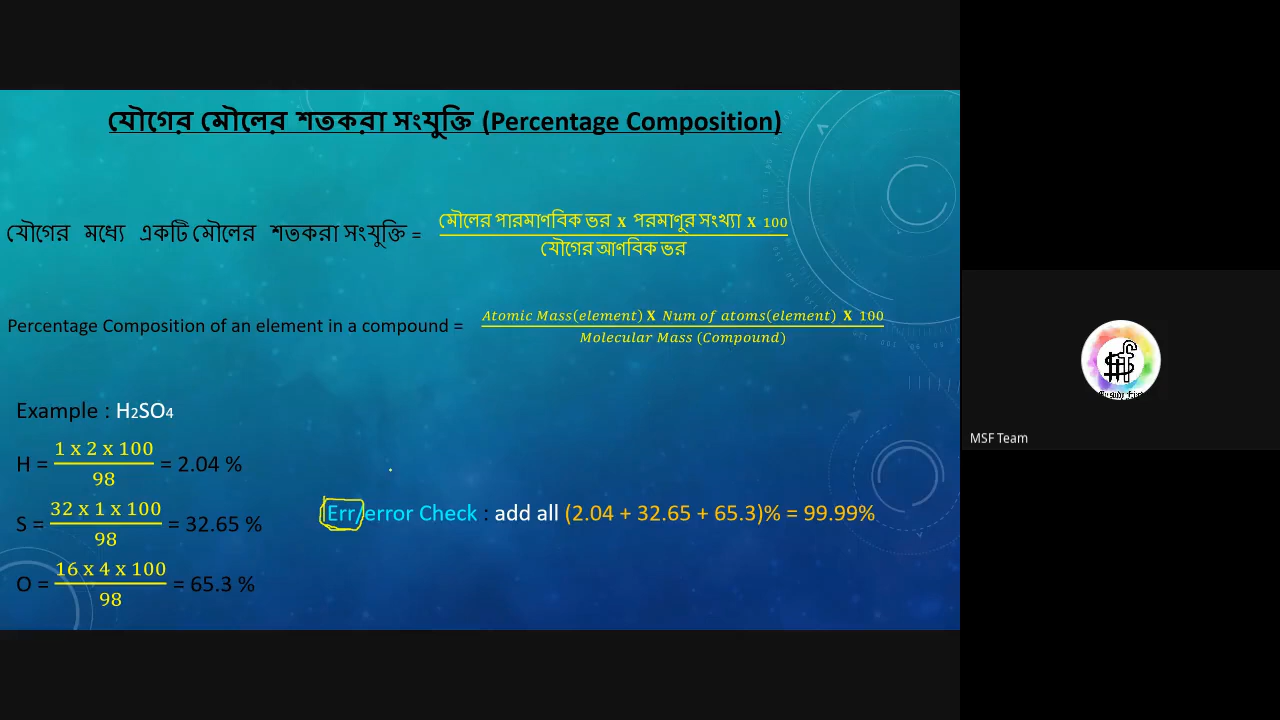 যৌগের মৌলের শতকরা সংযুক্তি (Percentage Composition)
যৌগের মধ্যে একটি মৌলের শতকরা সংযুক্তি = মৌলের পারমাণবিক ভর x পরমাণুর সংখ্যা x 100
যৌগের আণবিক ভর
Percentage Composition of an element in a compound = Atomic Mass(element) X Num of atoms(element) X 100
Molecular Mass (Compound)
Example : H₂SO₄
H = 1 x 2 x 100 / 98 = 2.04 %
S = 32 x 1 x 100 / 98 = 32.65 %
Err/error Check : add all (2.04 + 32.65 + 65.3)% = 99.99%
O = 16 x 4 x 100 / 98 = 65.3 %
MSF Team